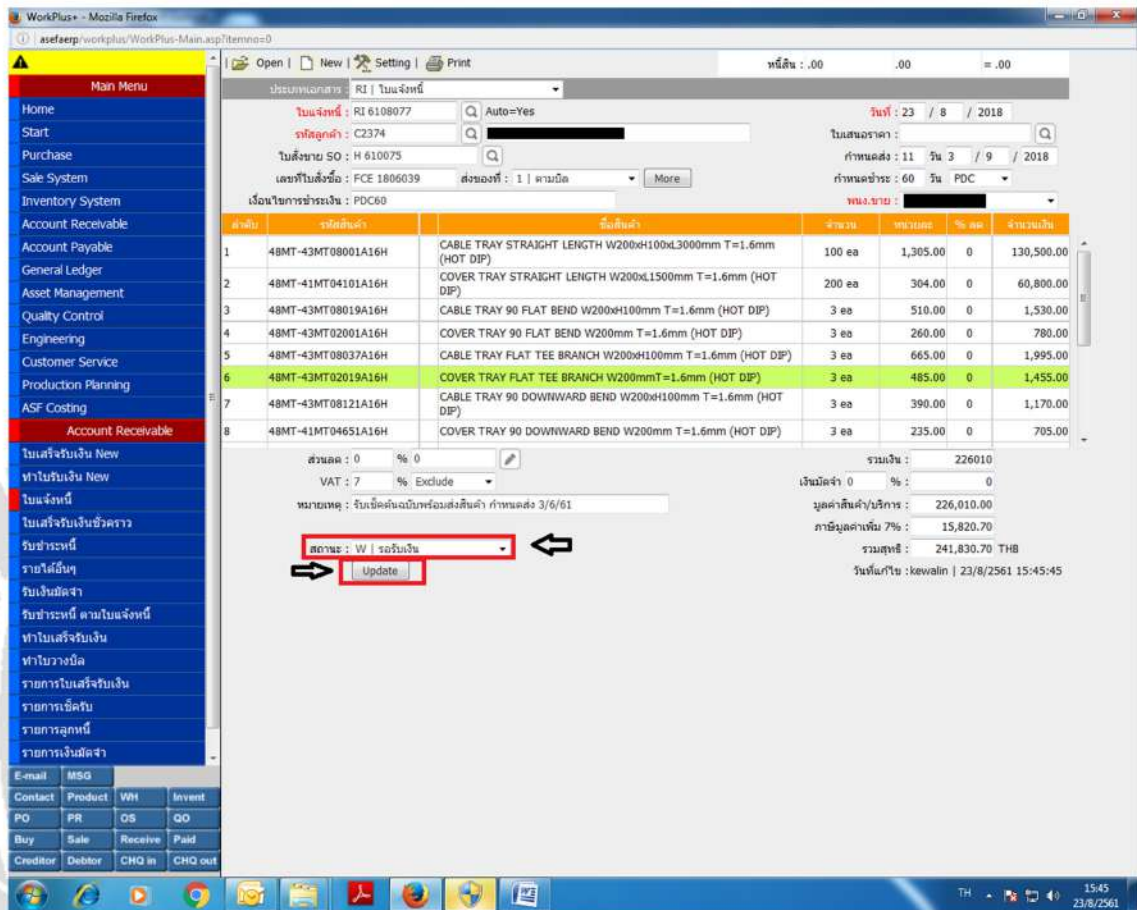 WorkPlus+ - Mozilla Firefox
asefaerp/workplus/WorkPlus-Main.asp?itemno=0
Open | New | Setting | Print หนี้สิน : .00 .00 = .00
Main Menu
Home
Start
Purchase
Sale System
Inventory System
Account Receivable
Account Payable
General Ledger
Asset Management
Quality Control
Engineering
Customer Service
Production Planning
ASF Costing
Account Receivable
ใบเสร็จรับเงิน New
ทำใบรับเงิน New
ใบแจ้งหนี้
ใบเสร็จรับเงินชั่วคราว
รับชำระหนี้
รายได้อื่นๆ
รับเงินมัดจำ
รับชำระหนี้ ตามใบแจ้งหนี้
ทำใบเสร็จรับเงิน
ทำใบวางบิล
รายการใบเสร็จรับเงิน
รายการเช็ครับ
รายการลูกหนี้
รายการเงินมัดจำ
E-mail MSG
Contact Product WH Invent
PO PR OS QO
Buy Sale Receive Paid
Creditor Debtor CHQ in CHQ out
ประเภทเอกสาร : RI | ใบแจ้งหนี้
ใบแจ้งหนี้ : RI 6108077 Auto=Yes วันที่ : 23 / 8 / 2018
รหัสลูกค้า : C2374 ใบเสนอราคา :
ใบสั่งขาย SO : H 610075 กำหนดส่ง : 11 วัน 3 / 9 / 2018
เลขที่ใบสั่งซื้อ : FCE 1806039 ส่งของที่ : 1 | ตามบิล More กำหนดชำระ : 60 วัน PDC
เงื่อนไขการชำระเงิน : PDC60 พนง.ขาย :
ลำดับ รหัสสินค้า ชื่อสินค้า จำนวน หน่วยละ % ลด จำนวนเงิน
1 48MT-43MT08001A16H CABLE TRAY STRAIGHT LENGTH W200xH100xL3000mm T=1.6mm (HOT DIP) 100 ea 1,305.00 0 130,500.00
2 48MT-41MT04101A16H COVER TRAY STRAIGHT LENGTH W200xL1500mm T=1.6mm (HOT DIP) 200 ea 304.00 0 60,800.00
3 48MT-43MT08019A16H CABLE TRAY 90 FLAT BEND W200xH100mm T=1.6mm (HOT DIP) 3 ea 510.00 0 1,530.00
4 48MT-43MT02001A16H COVER TRAY 90 FLAT BEND W200mm T=1.6mm (HOT DIP) 3 ea 260.00 0 780.00
5 48MT-43MT08037A16H CABLE TRAY FLAT TEE BRANCH W200xH100mm T=1.6mm (HOT DIP) 3 ea 665.00 0 1,995.00
6 48MT-43MT02019A16H COVER TRAY FLAT TEE BRANCH W200mmT=1.6mm (HOT DIP) 3 ea 485.00 0 1,455.00
7 48MT-43MT08121A16H CABLE TRAY 90 DOWNWARD BEND W200xH100mm T=1.6mm (HOT DIP) 3 ea 390.00 0 1,170.00
8 48MT-41MT04651A16H COVER TRAY 90 DOWNWARD BEND W200mm T=1.6mm (HOT DIP) 3 ea 235.00 0 705.00
ส่วนลด : 0 % 0 รวมเงิน : 226010
VAT : 7 % Exclude เงินมัดจำ 0 % : 0
หมายเหตุ : รับเช็คต้นฉบับพร้อมส่งสินค้า กำหนดส่ง 3/6/61 มูลค่าสินค้า/บริการ : 226,010.00
ภาษีมูลค่าเพิ่ม 7% : 15,820.70
สถานะ : W | รอรับเงิน รวมสุทธิ : 241,830.70 THB
Update วันที่แก้ไข :kewalin | 23/8/2561 15:45:45
TH 15:45
23/8/2561